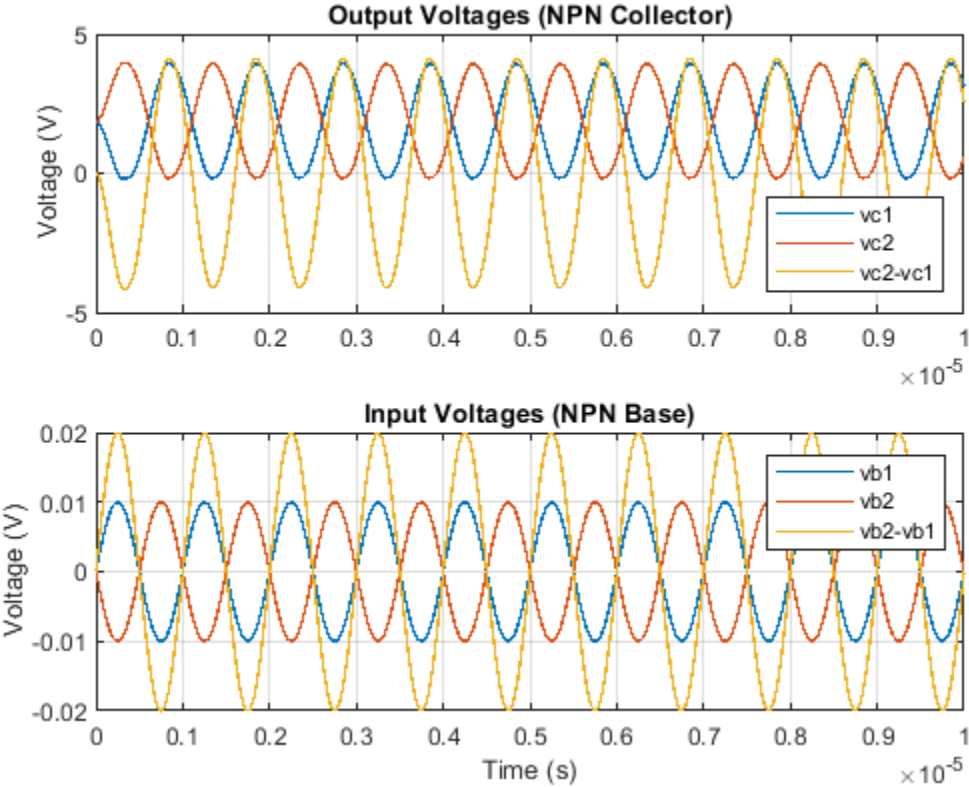 Output Voltages (NPN Collector)
5
0
-5
Voltage (V)
vc1
vc2
vc2-vc1
0 0.1 0.2 0.3 0.4 0.5 0.6 0.7 0.8 0.9 1
×10-5
Input Voltages (NPN Base)
0.02
0.01
0
-0.01
-0.02
Voltage (V)
vb1
vb2
vb2-vb1
0 0.1 0.2 0.3 0.4 0.5 0.6 0.7 0.8 0.9 1
Time (s)
×10-5